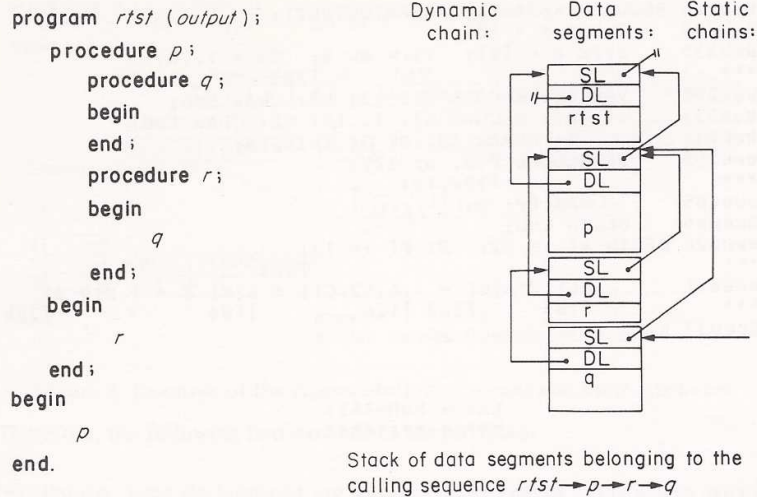 program rtst (output);
procedure p;
procedure q;
begin
end;
procedure r;
begin
q
end;
begin
r
end;
begin
p
end.
Dynamic chain:
Data segments:
Static chains:
SL
DL
rtst
SL
DL
p
SL
DL
r
SL
DL
q
Stack of data segments belonging to the
calling sequence rtst→p→r→q